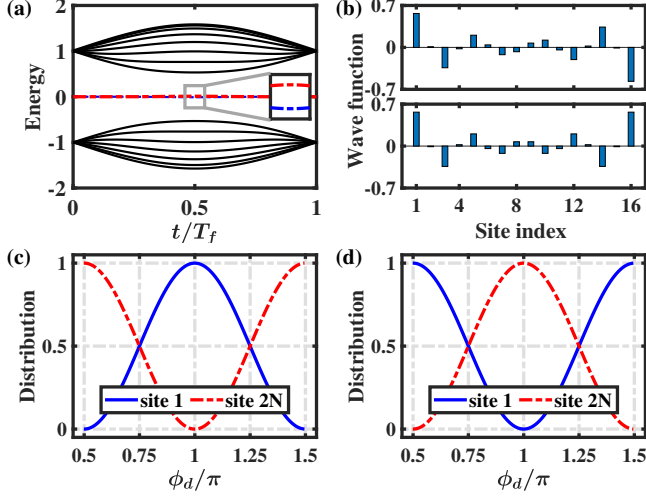 (a)
2
1
0
-1
-2
Energy
0 0.5 1
t/T_f
(b)
0.7
0
-0.7
0.7
0
-0.7
Wave function
1 4 8 12 16
Site index
(c)
1
0.5
0
Distribution
site 1 site 2N
0.5 0.75 1 1.25 1.5
ϕ_d/π
(d)
1
0.5
0
Distribution
site 1 site 2N
0.5 0.75 1 1.25 1.5
ϕ_d/π